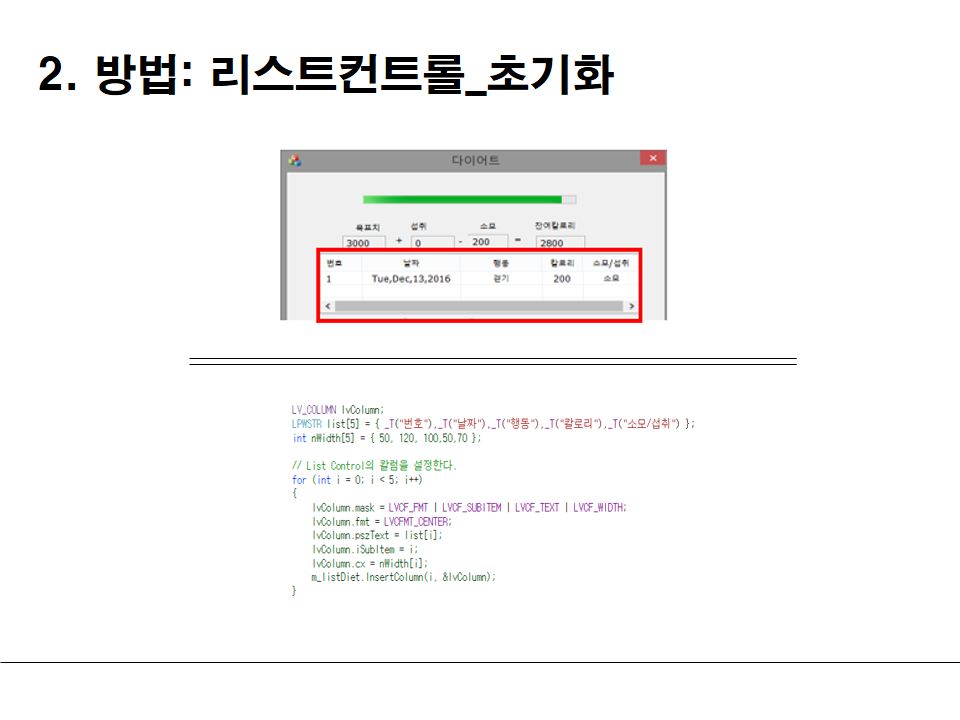 2. 방법: 리스트컨트롤_초기화
다이어트
목표치 섭취 소모 잔여칼로리
3000 + 0 - 200 = 2800
번호 날짜 행동 칼로리 소모/섭취
1 Tue,Dec,13,2016 걷기 200 소모
LV_COLUMN lvColumn;
LPWSTR list[5] = { _T("번호"),_T("날짜"),_T("행동"),_T("칼로리"),_T("소모/섭취") };
int nWidth[5] = { 50, 120, 100,50,70 };
// List Control의 칼럼을 설정한다.
for (int i = 0; i < 5; i++)
{
lvColumn.mask = LVCF_FMT | LVCF_SUBITEM | LVCF_TEXT | LVCF_WIDTH;
lvColumn.fmt = LVCFMT_CENTER;
lvColumn.pszText = list[i];
lvColumn.iSubItem = i;
lvColumn.cx = nWidth[i];
m_listDiet.InsertColumn(i, &lvColumn);
}